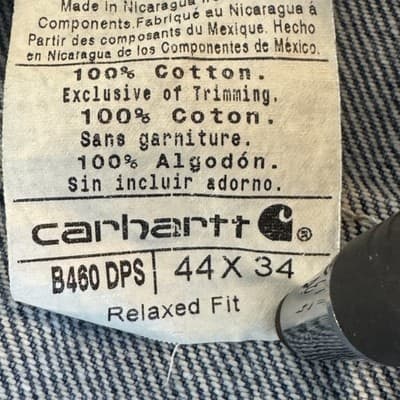 Made in Nicaragua
Components.Fabriqué au Nicaragua á
Partir des composants du Mexique. Hecho
en Nicaragua de los Componentes de México.
100% Cotton.
Exclusive of Trimming.
100% Coton.
Sans garniture.
100% Algodón.
Sin incluir adorno.
carhartt ®
B460 DPS | 44 X 34
Relaxed Fit